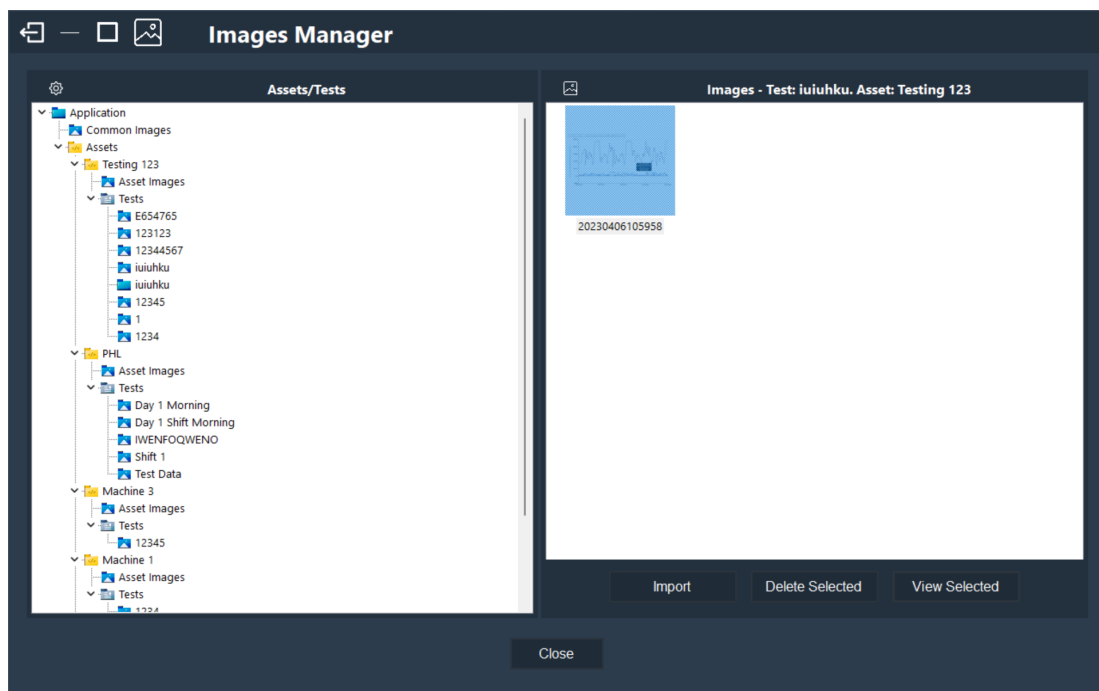 Images Manager
Assets/Tests
Application
Common Images
Assets
Testing 123
Asset Images
Tests
E654765
123123
12344567
iuiuhku
iuiuhku
12345
1
1234
PHL
Asset Images
Tests
Day 1 Morning
Day 1 Shift Morning
IWENFOQWENO
Shift 1
Test Data
Machine 3
Asset Images
Tests
12345
Machine 1
Asset Images
Tests
1234
Images - Test: iuiuhku. Asset: Testing 123
20230406105958
Import
Delete Selected
View Selected
Close